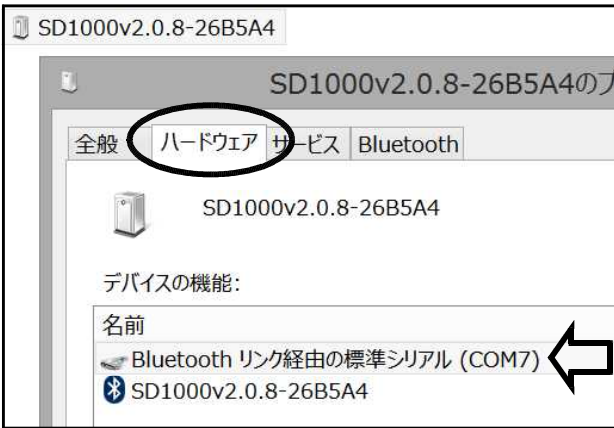 SD1000v2.0.8-26B5A4
SD1000v2.0.8-26B5A4のプ
全般 ハードウェア サービス Bluetooth
SD1000v2.0.8-26B5A4
デバイスの機能:
名前
Bluetooth リンク経由の標準シリアル (COM7)
SD1000v2.0.8-26B5A4